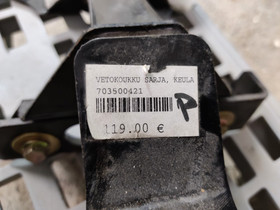 VETOKOUKKU SARJA, KEULA
703500421
P
119.00 €